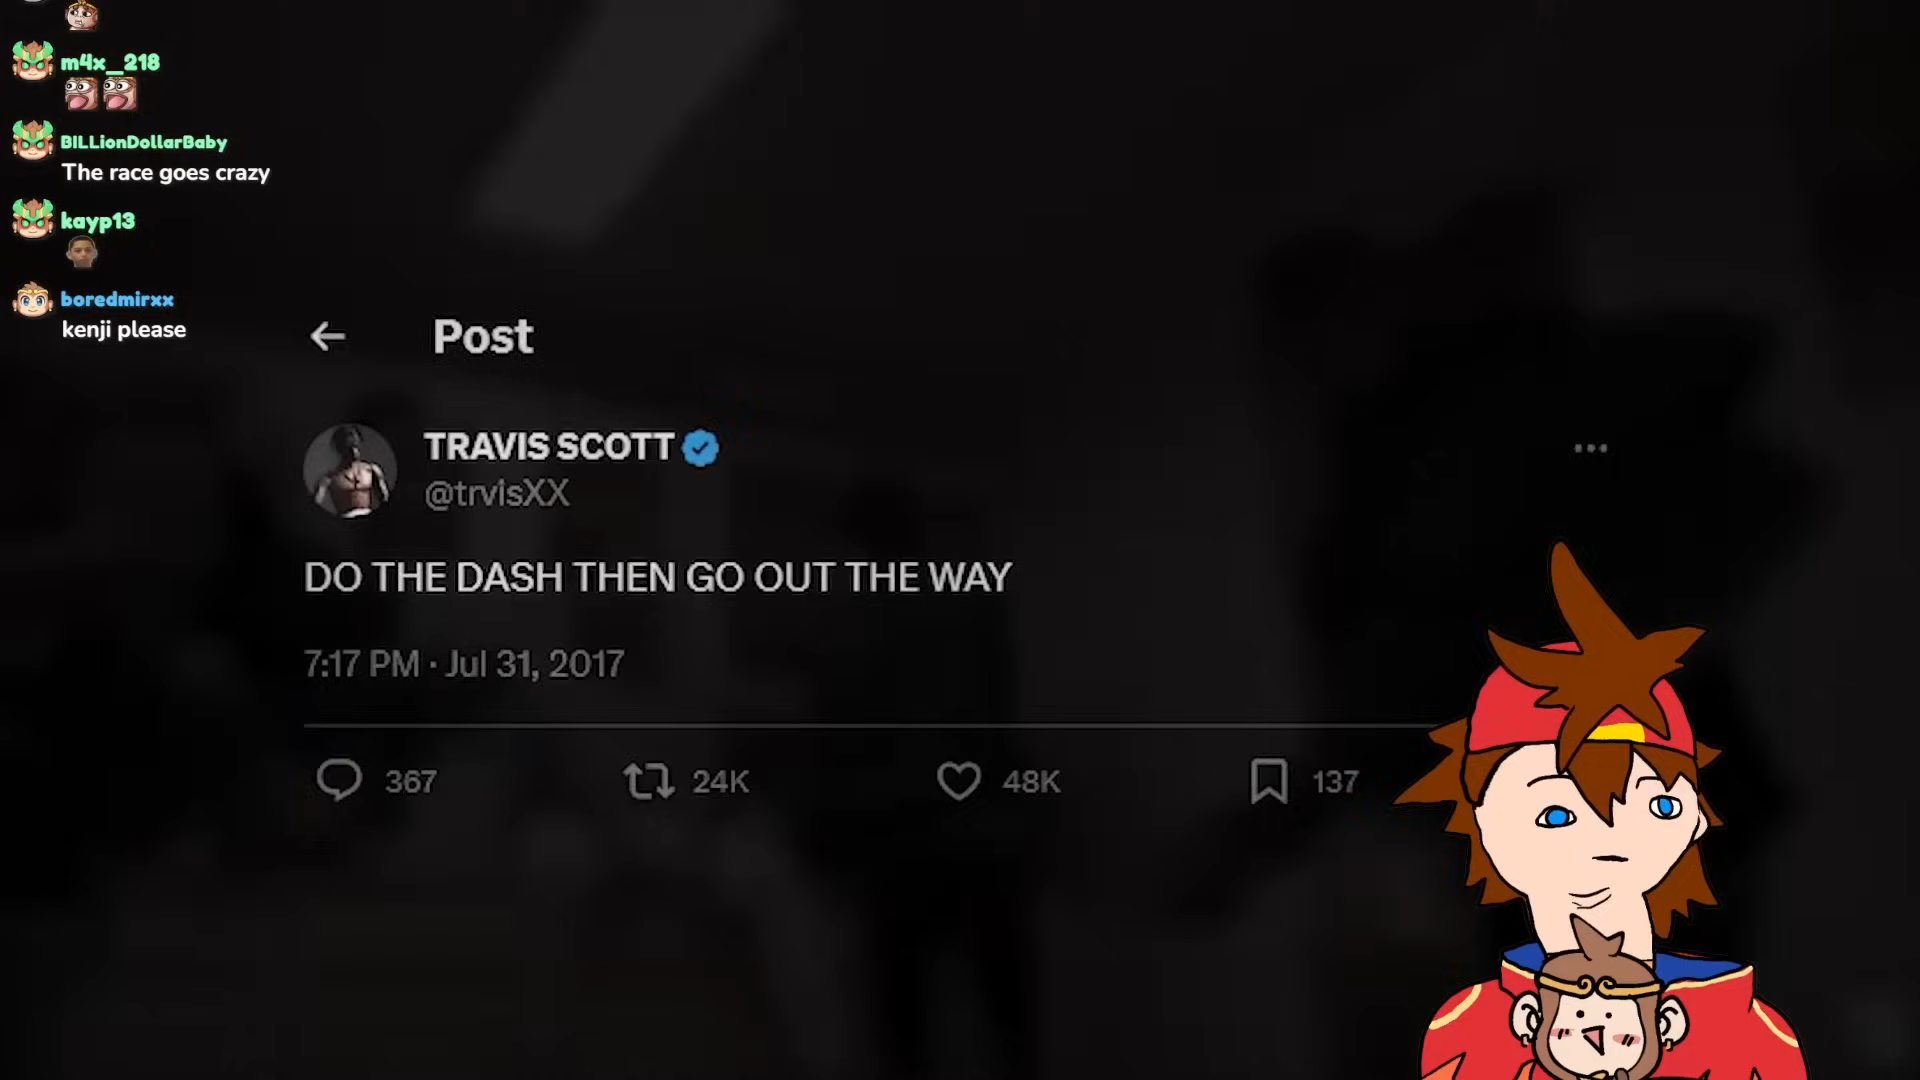 m4x__218
BILLionDollarBaby
The race goes crazy
kayp13
boredmirxx
kenji please
Post
TRAVIS SCOTT
@trvisXX
DO THE DASH THEN GO OUT THE WAY
7:17 PM · Jul 31, 2017
367 24K 48K 137